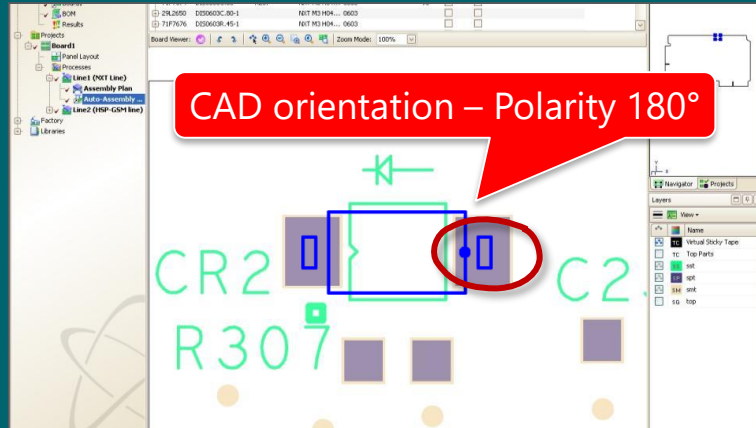 BOM
29L2650 DIS0603C.80-1 NXT M3 H04... 0603
Results
71F7676 DIS0603R.45-1 NXT M3 H04... 0603
Projects
Board Viewer: Zoom Mode: 100%
Board1
Panel Layout
Processes
Line1 (NXT Line)
Assembly Plan
Auto-Assembly ...
Line2 (HSP-GSM line)
Factory
Libraries
CAD orientation – Polarity 180°
CR2
C2
R307
Navigator Projects
Layers
View
Name
TC Virtual Sticky Tape
TC Top Parts
sst
SP spt
SM smt
SG top